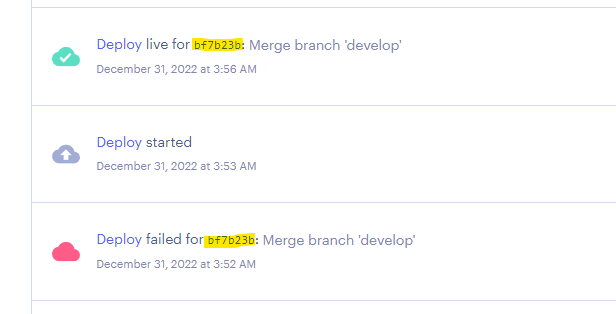 Deploy live for bf7b23b: Merge branch 'develop'
December 31, 2022 at 3:56 AM
Deploy started
December 31, 2022 at 3:53 AM
Deploy failed for bf7b23b: Merge branch 'develop'
December 31, 2022 at 3:52 AM